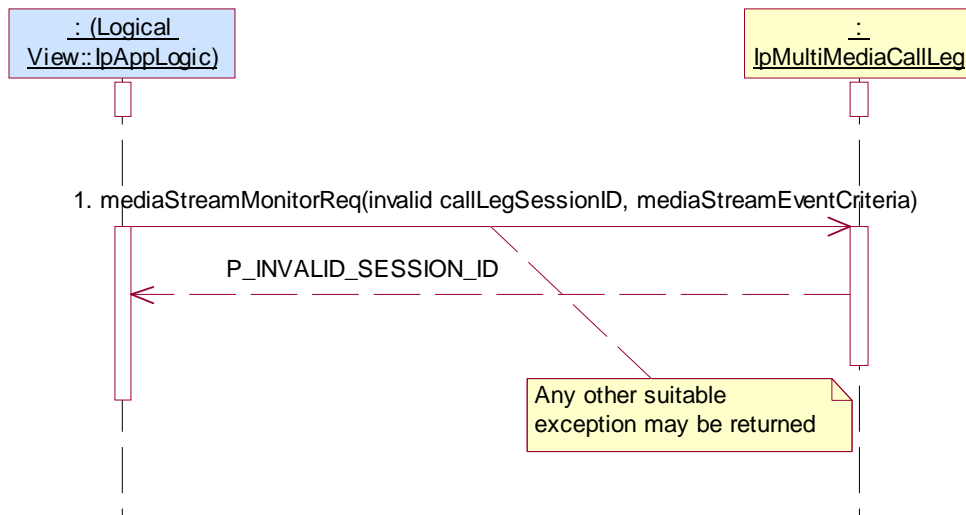 : (Logical
View::IpAppLogic)
:
IpMultiMediaCallLeg
1. mediaStreamMonitorReq(invalid callLegSessionID, mediaStreamEventCriteria)
P_INVALID_SESSION_ID
Any other suitable
exception may be returned